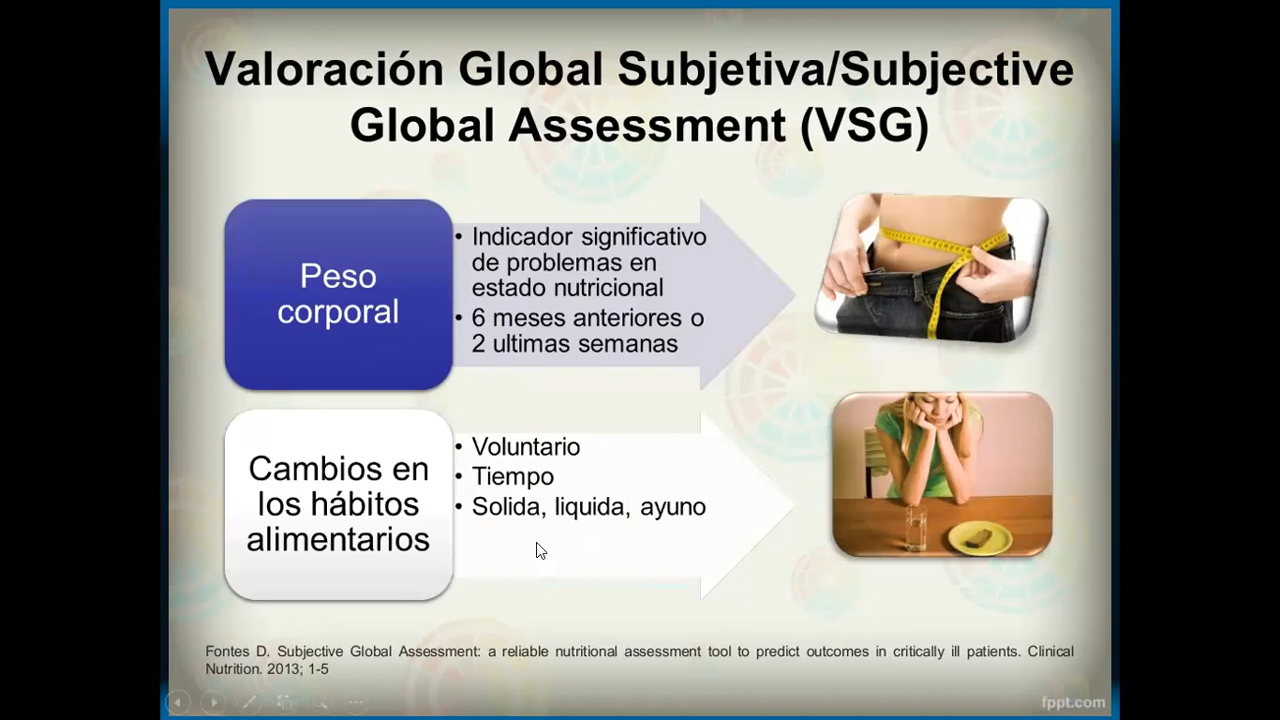 Valoración Global Subjetiva/Subjective
Global Assessment (VSG)
Peso
corporal
• Indicador significativo
de problemas en
estado nutricional
• 6 meses anteriores o
2 ultimas semanas
Cambios en
los hábitos
alimentarios
• Voluntario
• Tiempo
• Solida, liquida, ayuno
Fontes D. Subjective Global Assessment: a reliable nutritional assessment tool to predict outcomes in critically ill patients. Clinical
Nutrition. 2013; 1-5
fppt.com